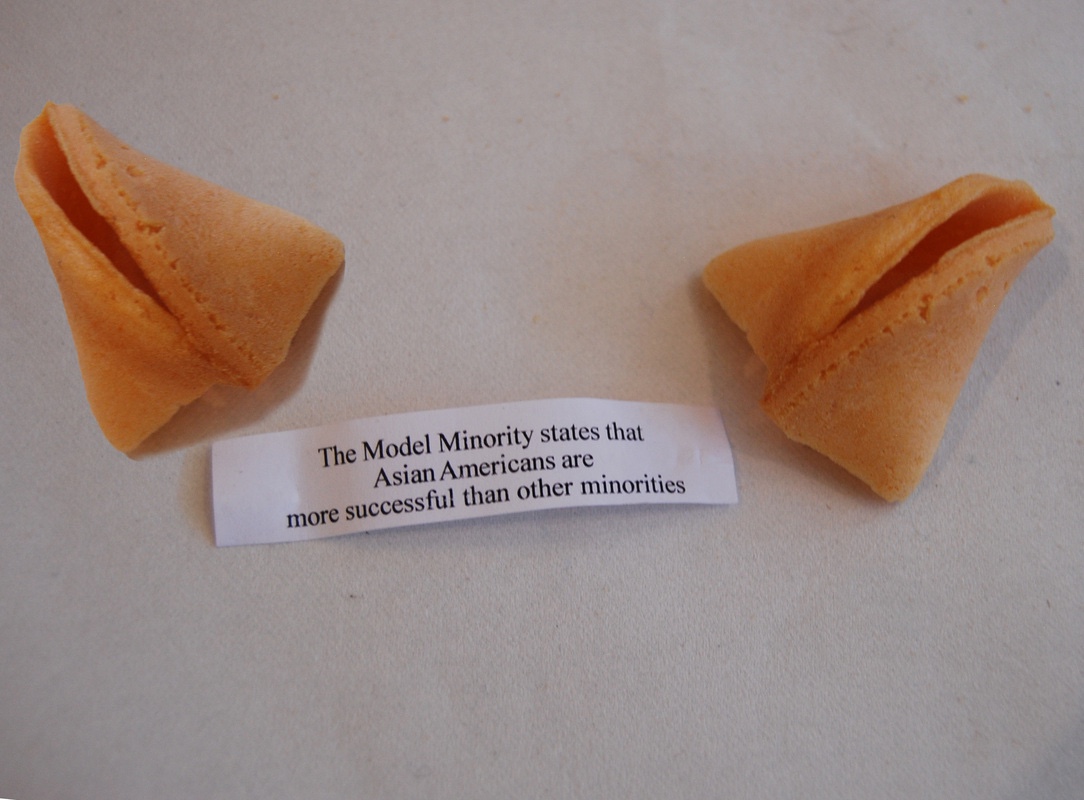 The Model Minority states that
Asian Americans are
more successful than other minorities